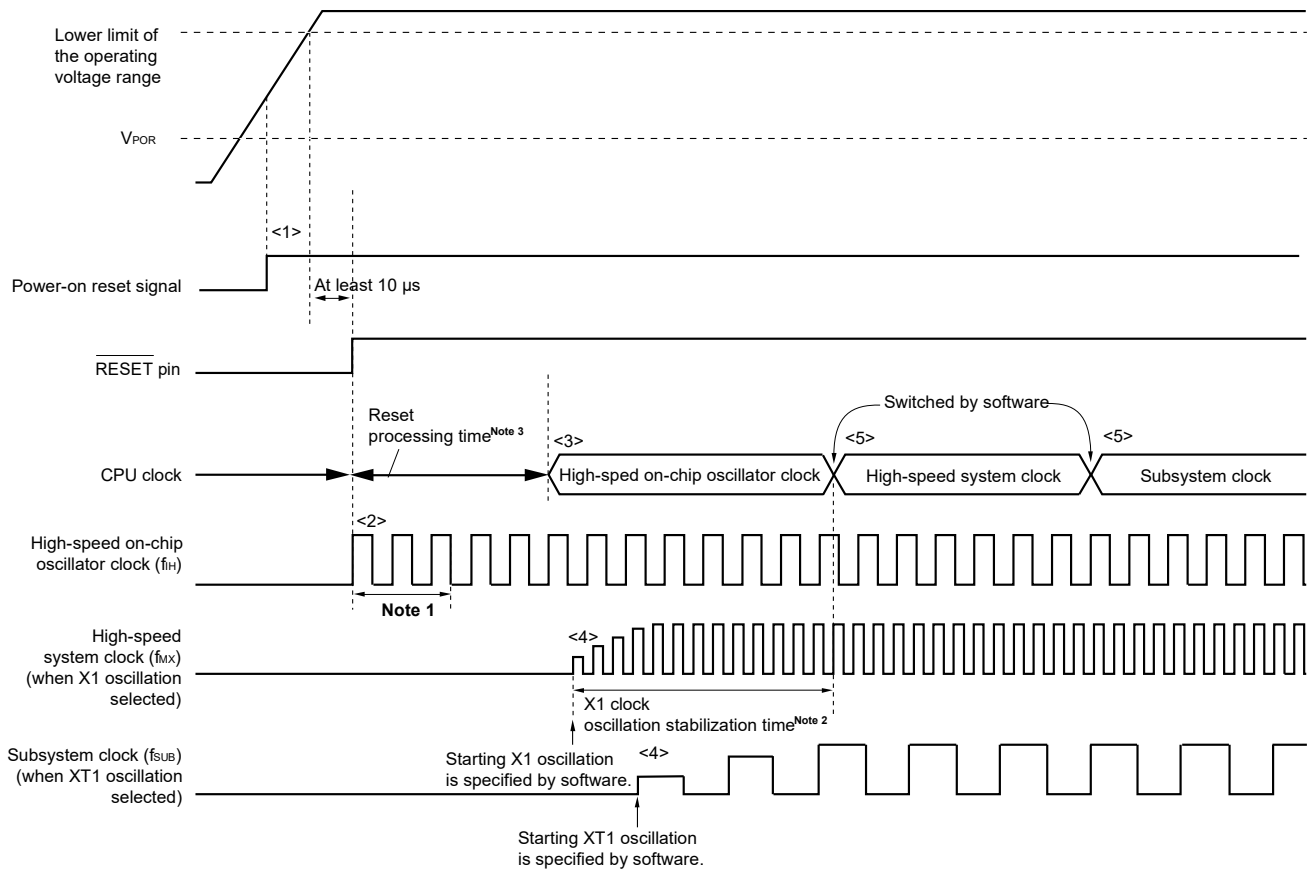 Lower limit of
the operating
voltage range
VPOR
<1>
Power-on reset signal
At least 10 µs
RESET pin
Reset
processing time Note 3
Switched by software
<3>
<5>
<5>
CPU clock
High-sped on-chip oscillator clock
High-speed system clock
Subsystem clock
<2>
High-speed on-chip
oscillator clock (fIH)
Note 1
High-speed
system clock (fMX)
(when X1 oscillation
selected)
<4>
X1 clock
oscillation stabilization time Note 2
Subsystem clock (fSUB)
(when XT1 oscillation
selected)
Starting X1 oscillation
is specified by software.
<4>
Starting XT1 oscillation
is specified by software.